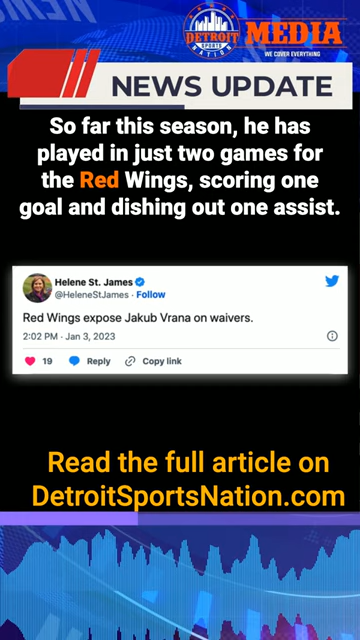 DETROIT
SPORTS
NATION
MEDIA
WE COVER EVERYTHING
NEWS UPDATE
So far this season, he has
played in just two games for
the Red Wings, scoring one
goal and dishing out one assist.
Helene St. James
@HeleneStJames · Follow
Red Wings expose Jakub Vrana on waivers.
2:02 PM · Jan 3, 2023
19 Reply Copy link
Read the full article on
DetroitSportsNation.com